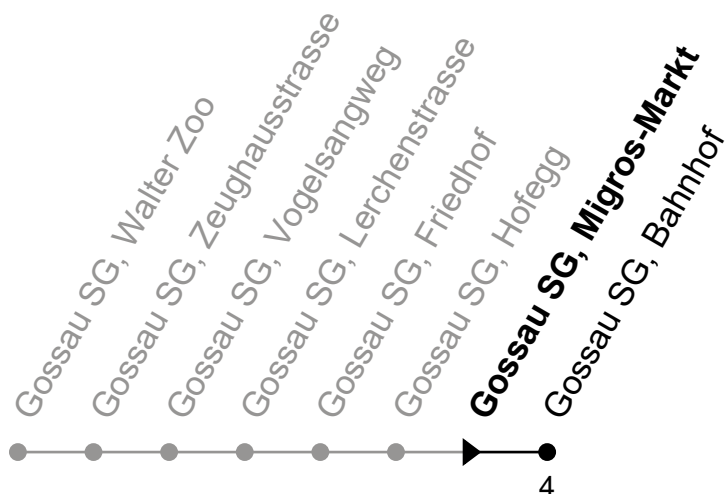 Gossau SG, Walter Zoo
Gossau SG, Zeughausstrasse
Gossau SG, Vogelsangweg
Gossau SG, Lerchenstrasse
Gossau SG, Friedhof
Gossau SG, Hofegg
Gossau SG, Migros-Markt
Gossau SG, Bahnhof
4